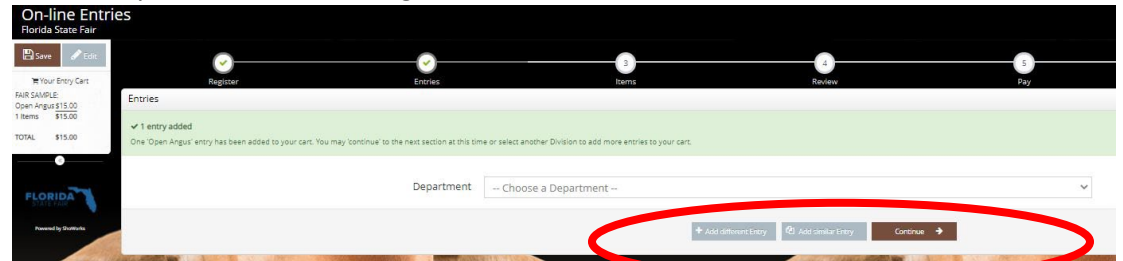 On-line Entries
Florida State Fair
Save
Edit
Your Entry Cart
FAIR SAMPLE:
Open Angus $15.00
1 Items $15.00
TOTAL $15.00
FLORIDA
STATE FAIR
Powered by ShoWorks
Register
Entries
3
Items
4
Review
5
Pay
Entries
✔ 1 entry added
One 'Open Angus' entry has been added to your cart. You may 'continue' to the next section at this time or select another Division to add more entries to your cart.
Department
-- Choose a Department --
+ Add different Entry
Add similar Entry
Continue →